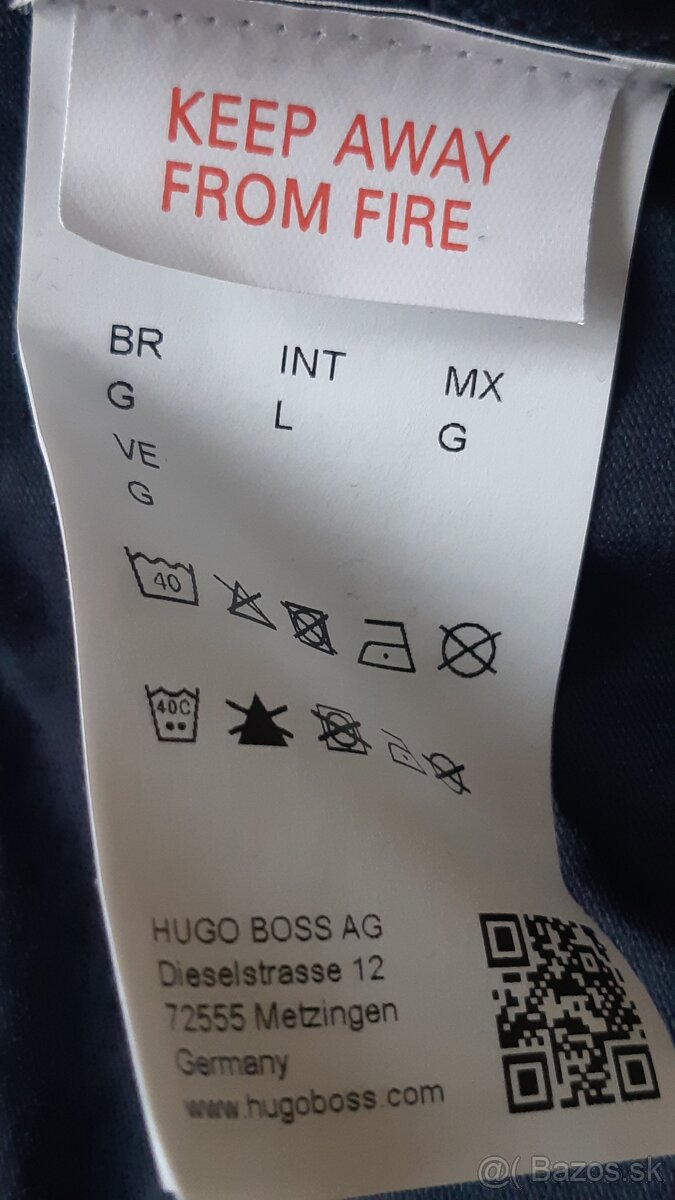 KEEP AWAY
FROM FIRE
BR INT MX
G L G
VE
G
40
40C
HUGO BOSS AG
Dieselstrasse 12
72555 Metzingen
Germany
www.hugoboss.com
@( Bazos.sk